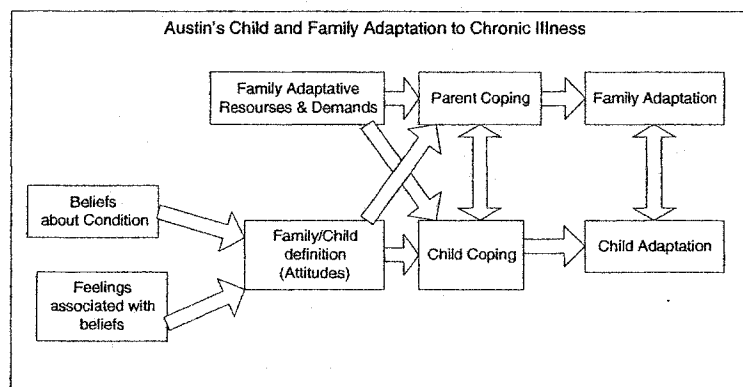 Austin's Child and Family Adaptation to Chronic Illness
Family Adaptative
Resourses & Demands
Parent Coping
Family Adaptation
Beliefs
about Condition
Family/Child
definition
(Attitudes)
Child Coping
Child Adaptation
Feelings
associated with
beliefs